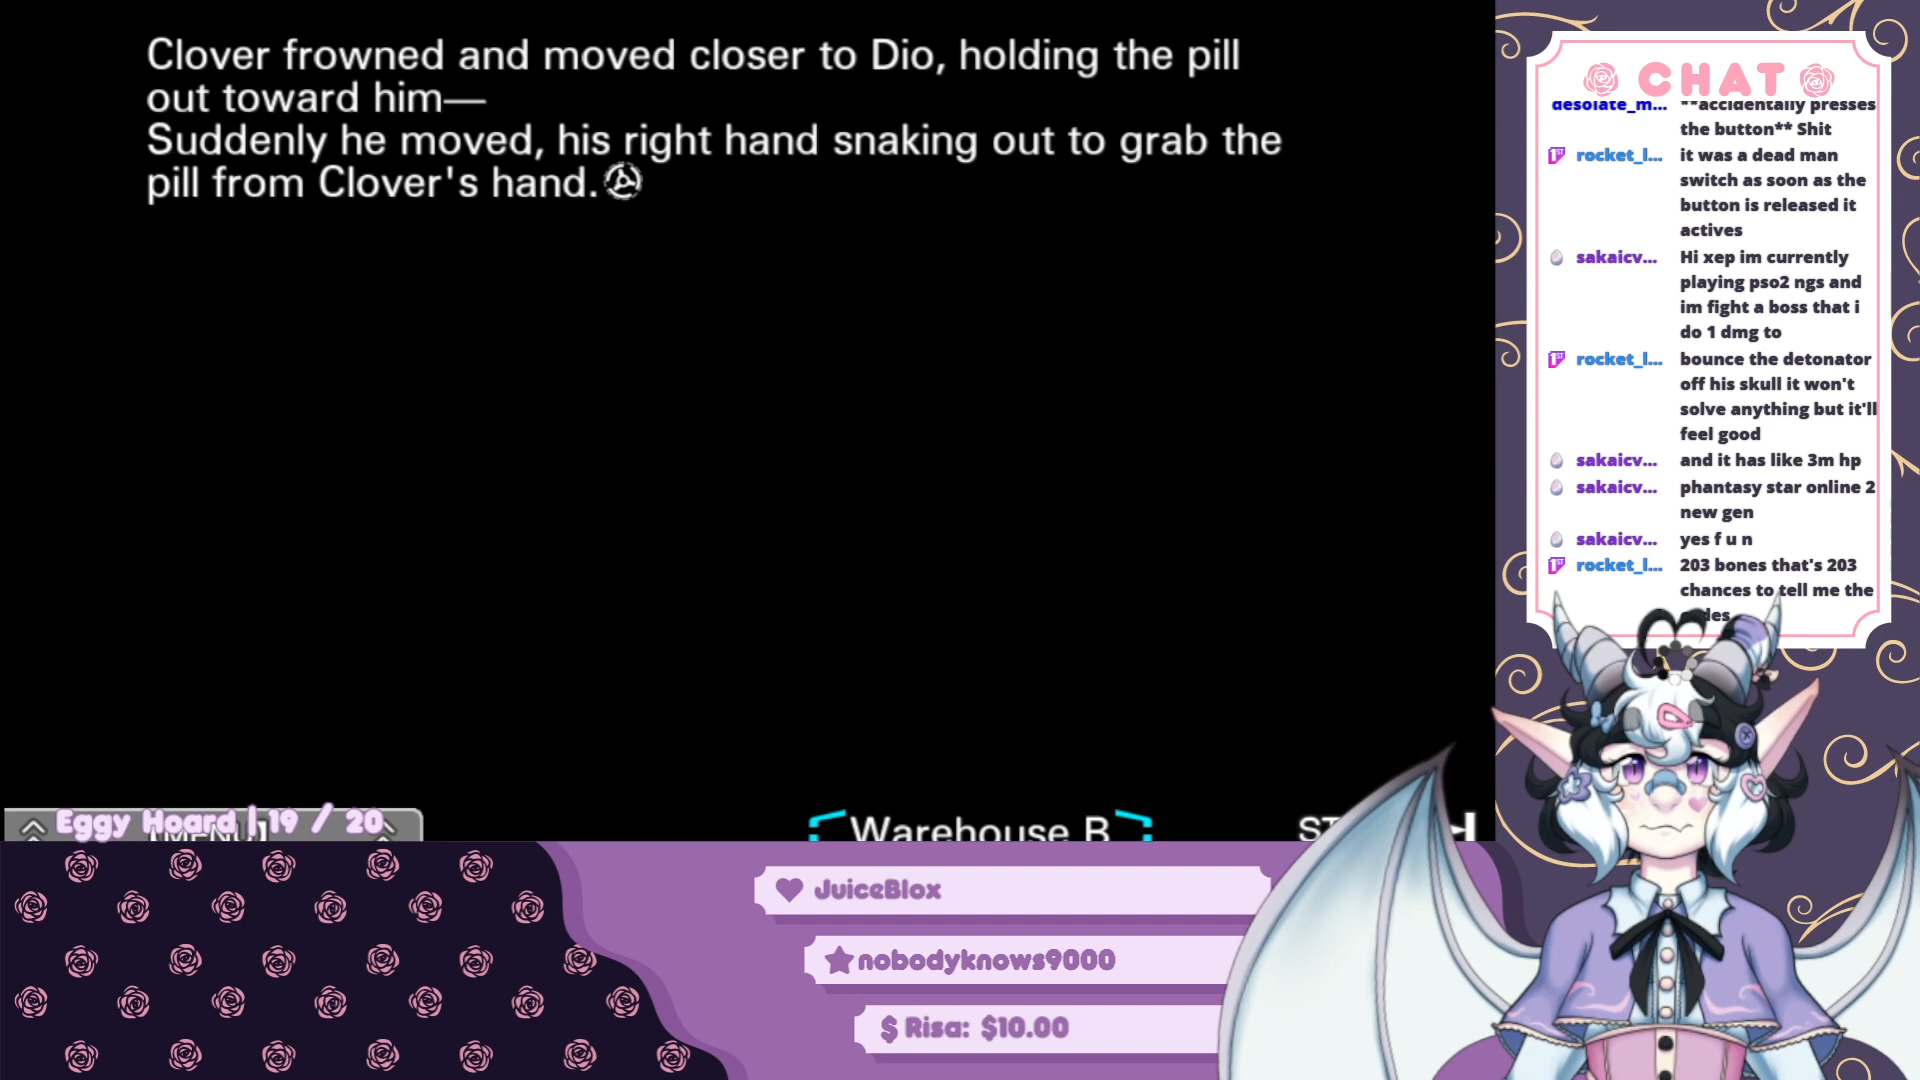 Clover frowned and moved closer to Dio, holding the pill
out toward him—
Suddenly he moved, his right hand snaking out to grab the
pill from Clover's hand.
Eggy Hoard | 19 / 20
[MENU]
Warehouse B
JuiceBlox
nobodyknows9000
$ Risa: $10.00
CHAT
desolate_m... **accidentally presses
the button** Shit
rocket_l... it was a dead man
switch as soon as the
button is released it
actives
sakaicv... Hi xep im currently
playing pso2 ngs and
im fight a boss that i
do 1 dmg to
rocket_l... bounce the detonator
off his skull it won't
solve anything but it'll
feel good
sakaicv... and it has like 3m hp
sakaicv... phantasy star online 2
new gen
sakaicv... yes f u n
rocket_l... 203 bones that's 203
chances to tell me the